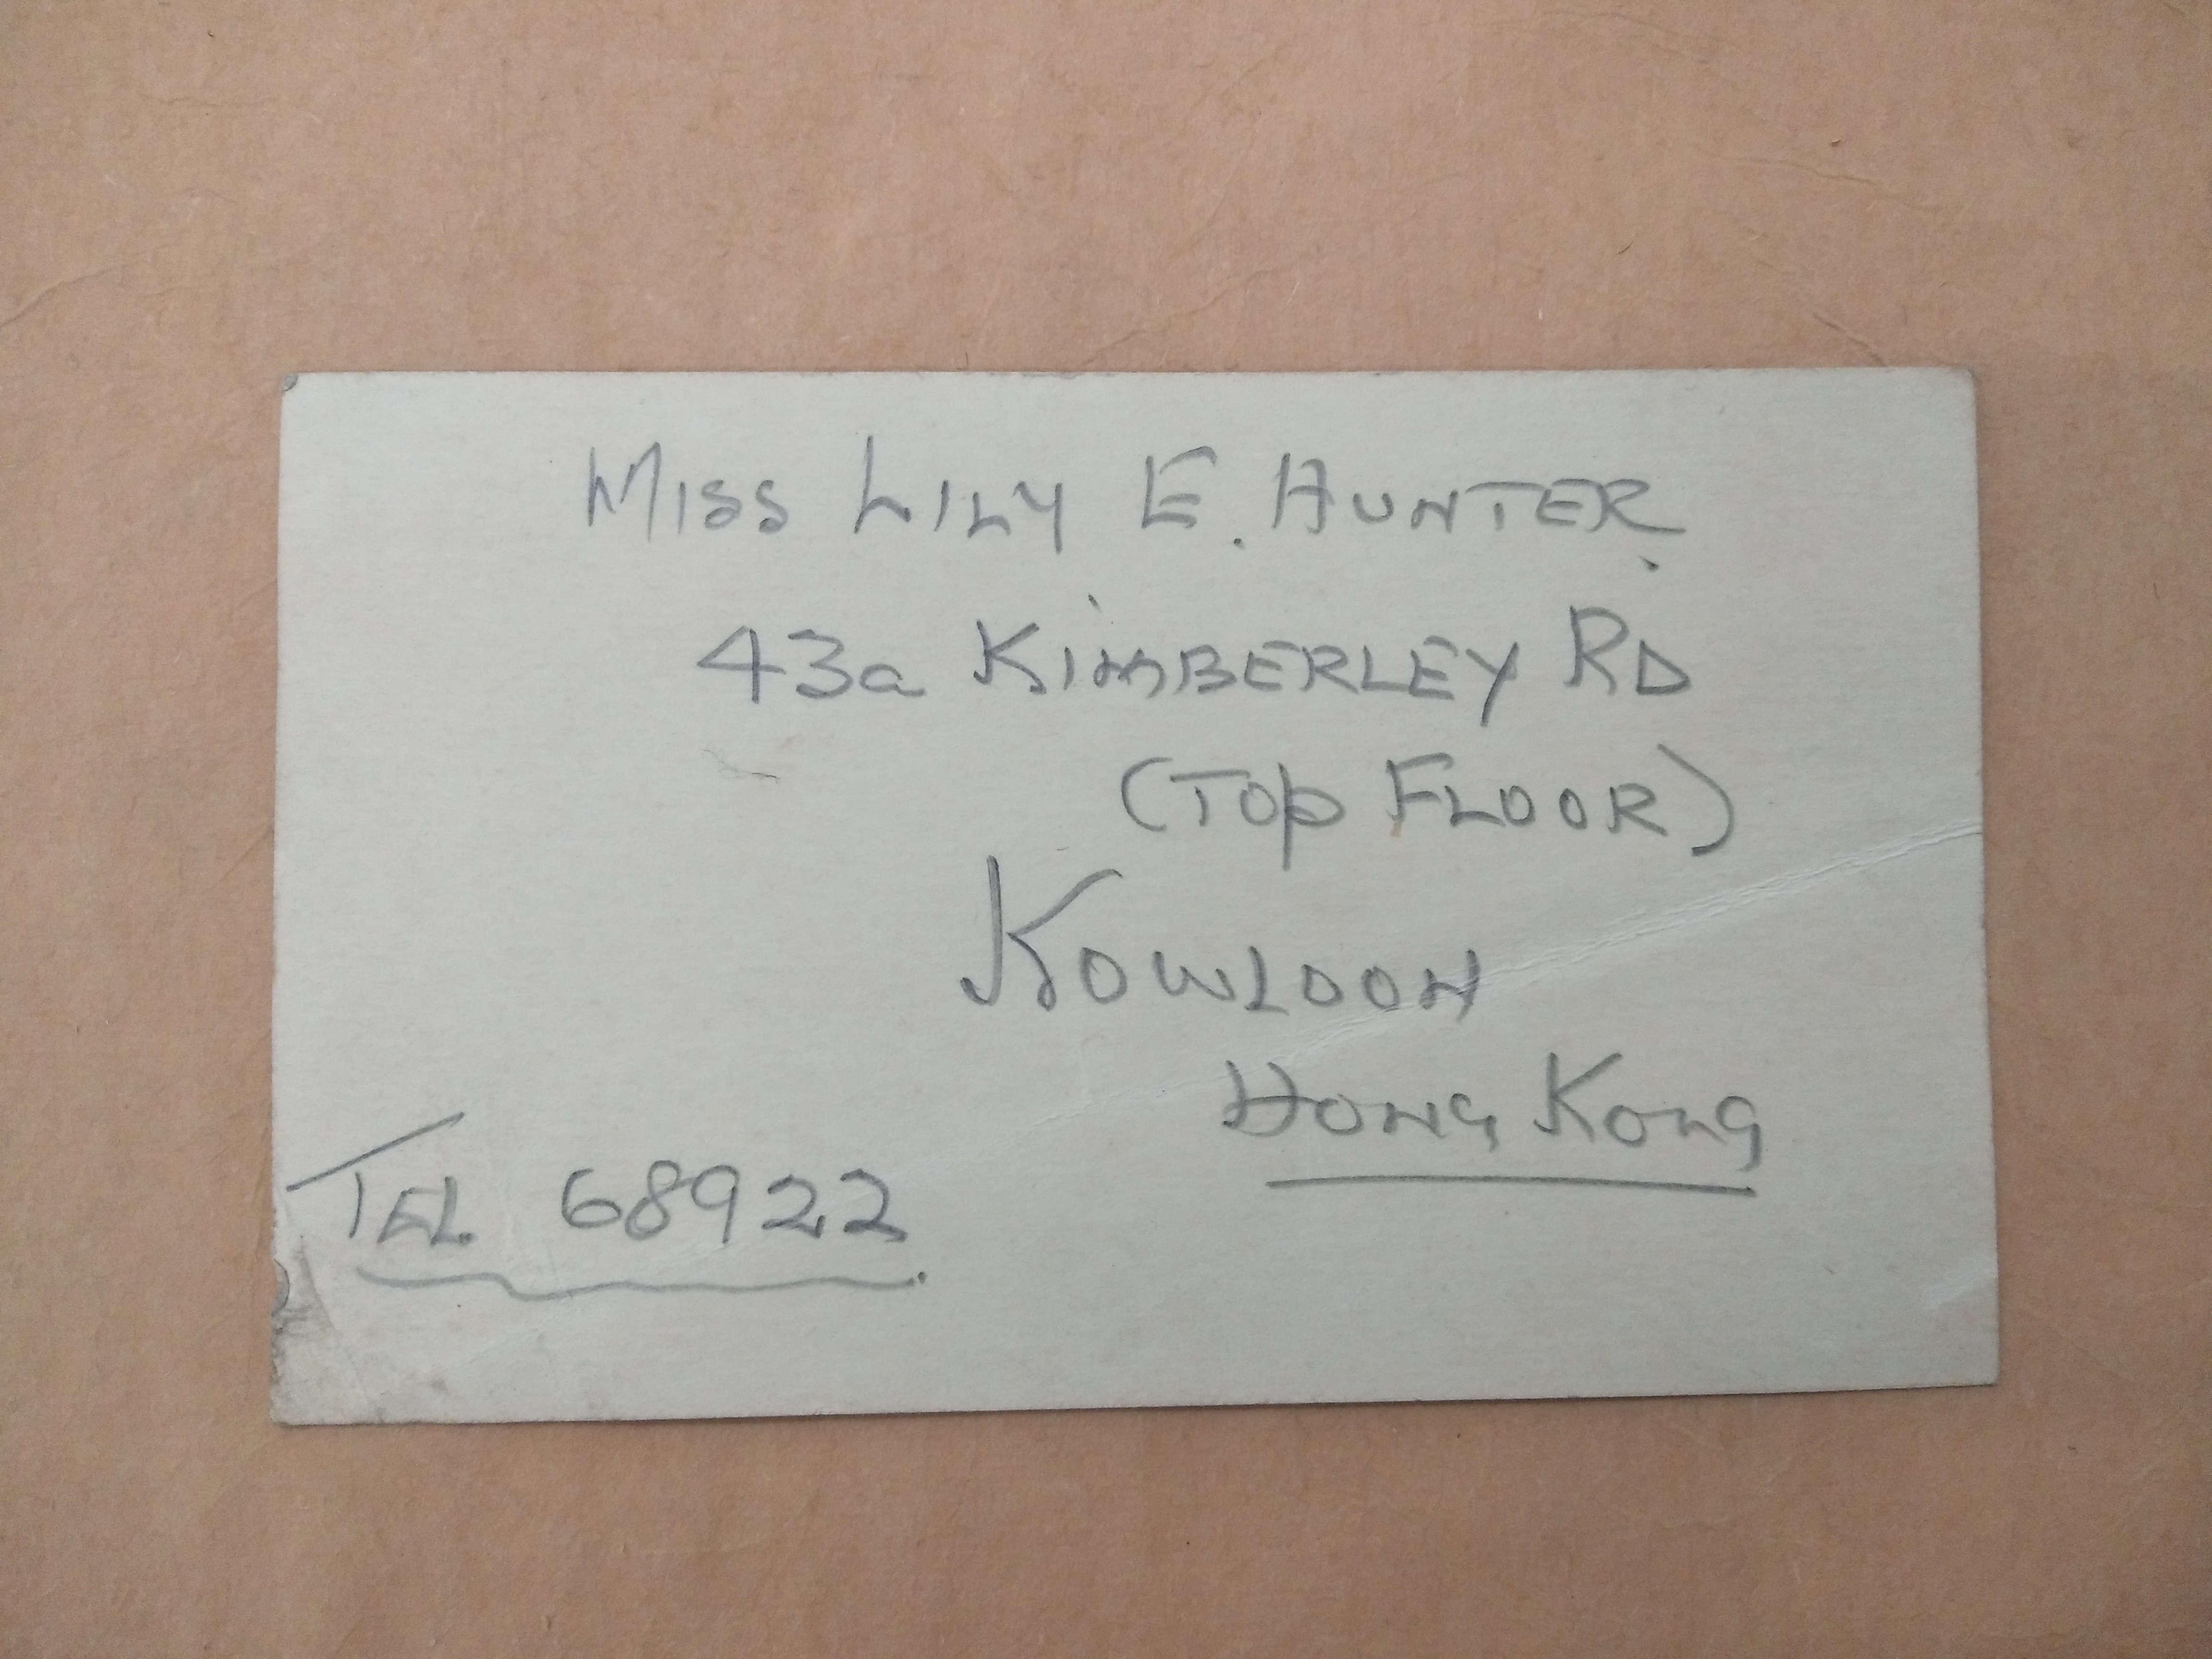 MISS LILY E. HUNTER.
43a KIMBERLEY RD
(TOP FLOOR)
KOWLOON
HONG KONG
TEL 68922.